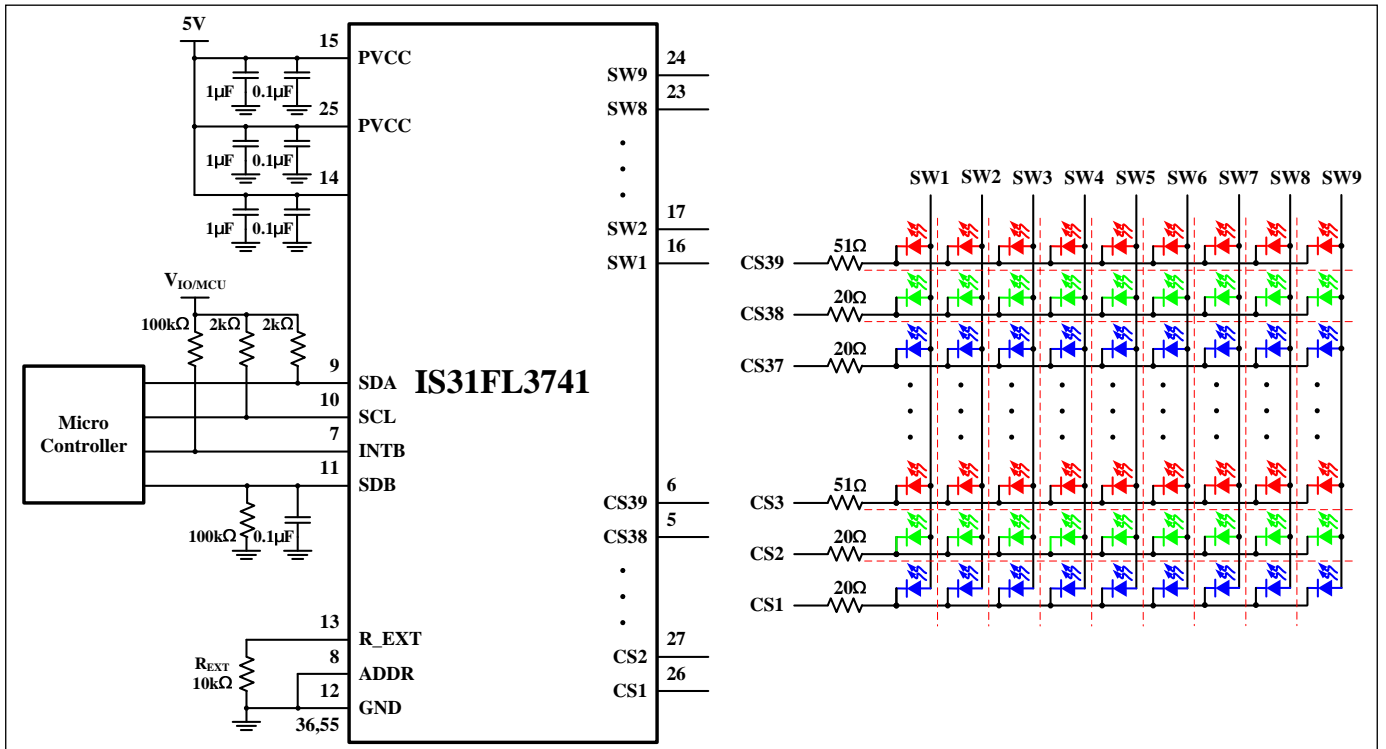 5V
15
PVCC
1µF 0.1µF
25
PVCC
1µF 0.1µF
14
1µF 0.1µF
V_IO/MCU
100kΩ 2kΩ 2kΩ
9
SDA
10
SCL
7
INTB
11
SDB
Micro
Controller
100kΩ 0.1µF
13
R_EXT
8
ADDR
R_EXT
10kΩ
12
GND
36,55
IS31FL3741
24
SW9
23
SW8
17
SW2
16
SW1
6
CS39
5
CS38
27
CS2
26
CS1
SW1 SW2 SW3 SW4 SW5 SW6 SW7 SW8 SW9
51Ω
CS39
20Ω
CS38
20Ω
CS37
51Ω
CS3
20Ω
CS2
20Ω
CS1